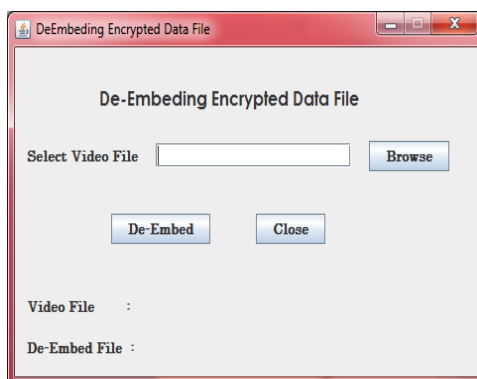 DeEmbeding Encrypted Data File
De-Embeding Encrypted Data File
Select Video File Browse
De-Embed Close
Video File :
De-Embed File :